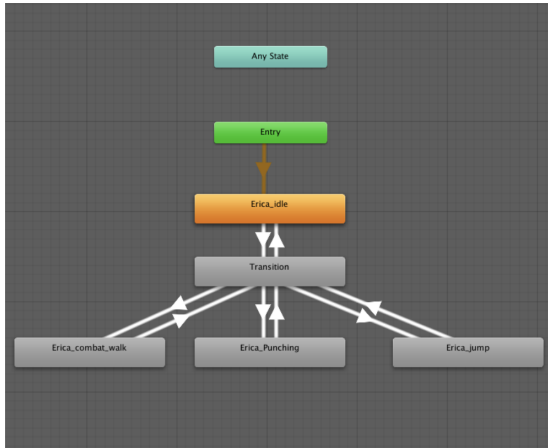 Any State
Entry
Erica_idle
Transition
Erica_combat_walk
Erica_Punching
Erica_jump